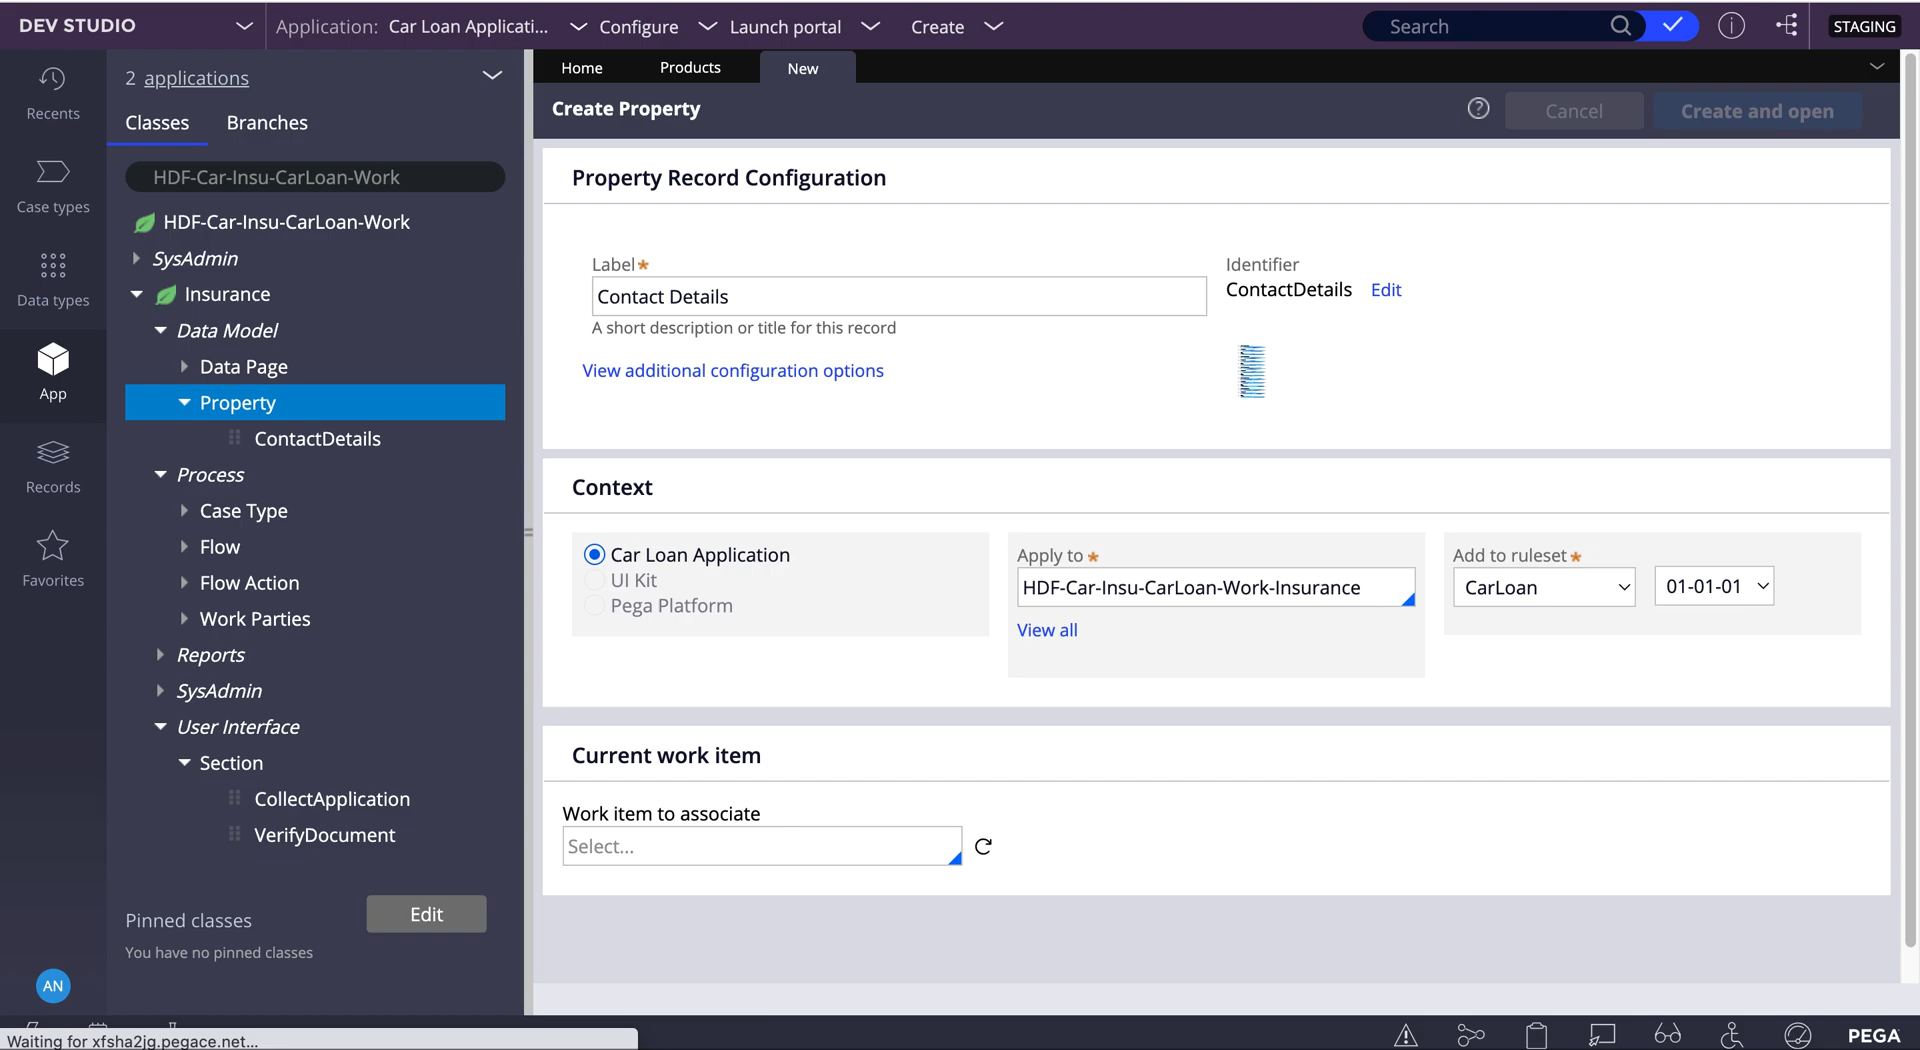 DEV STUDIO
Application: Car Loan Applicati...
Configure
Launch portal
Create
Search
STAGING
Recents
Case types
Data types
App
Records
Favorites
AN
2 applications
Classes
Branches
HDF-Car-Insu-CarLoan-Work
HDF-Car-Insu-CarLoan-Work
SysAdmin
Insurance
Data Model
Data Page
Property
ContactDetails
Process
Case Type
Flow
Flow Action
Work Parties
Reports
SysAdmin
User Interface
Section
CollectApplication
VerifyDocument
Pinned classes
Edit
You have no pinned classes
Home
Products
New
Create Property
Cancel
Create and open
Property Record Configuration
Label*
Contact Details
A short description or title for this record
Identifier
ContactDetails Edit
View additional configuration options
Context
Car Loan Application
UI Kit
Pega Platform
Apply to *
HDF-Car-Insu-CarLoan-Work-Insurance
View all
Add to ruleset *
CarLoan
01-01-01
Current work item
Work item to associate
Select...
Waiting for xfsha2jg.pegace.net...
PEGA